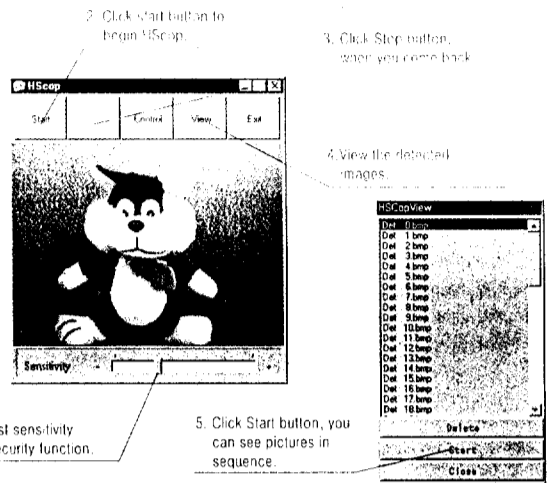 2. Click start button to
begin HScop.
3. Click Stop button,
when you come back
HScop
Start
Control
View
Exit
4. View the detected
images.
HSCopView
Det 0.bmp
Det 1.bmp
Det 2.bmp
Det 3.bmp
Det 4.bmp
Det 5.bmp
Det 6.bmp
Det 7.bmp
Det 8.bmp
Det 9.bmp
Det 10.bmp
Det 11.bmp
Det 12.bmp
Det 13.bmp
Det 14.bmp
Det 15.bmp
Det 16.bmp
Det 17.bmp
Det 18.bmp
Sensitivity - +
st sensitivity
curity function.
5. Click Start button, you
can see pictures in
sequence.
Delete
Start
Close